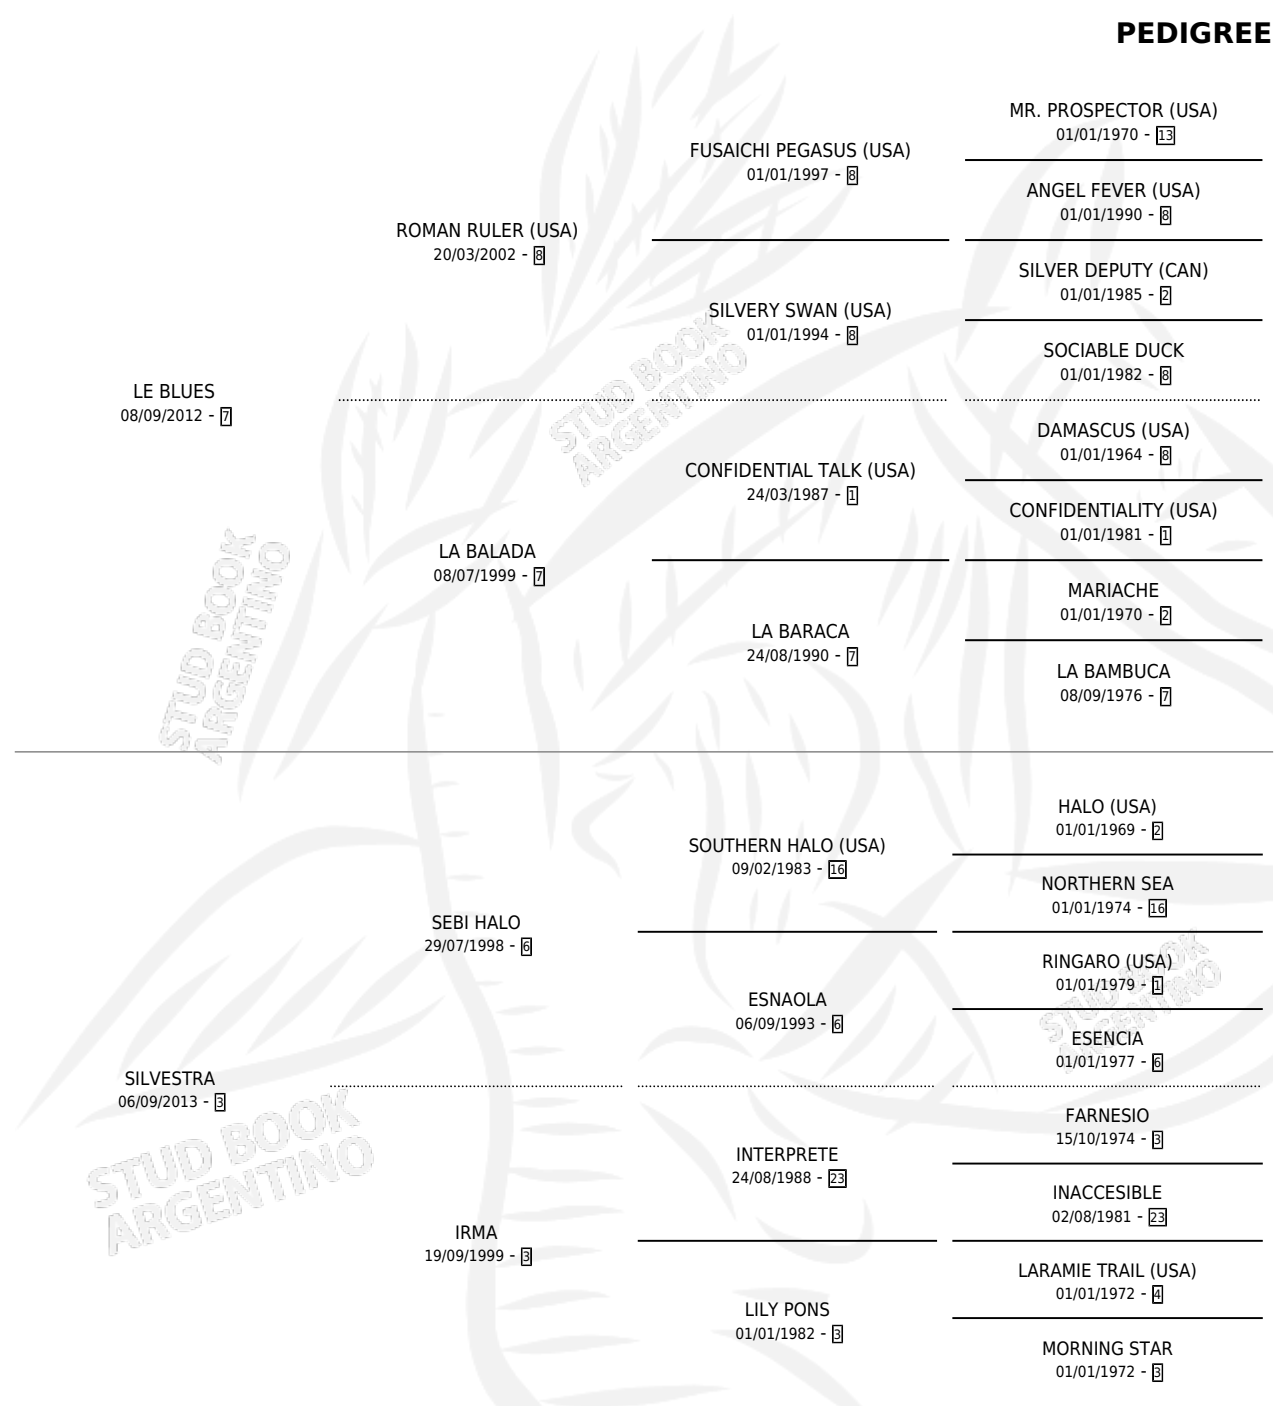 PEDIGREE
MR. PROSPECTOR (USA)
01/01/1970 - 13
FUSAICHI PEGASUS (USA)
01/01/1997 - 8
ANGEL FEVER (USA)
01/01/1990 - 8
ROMAN RULER (USA)
20/03/2002 - 8
SILVER DEPUTY (CAN)
01/01/1985 - 2
SILVERY SWAN (USA)
01/01/1994 - 8
SOCIABLE DUCK
01/01/1982 - 8
LE BLUES
08/09/2012 - 7
DAMASCUS (USA)
01/01/1964 - 8
CONFIDENTIAL TALK (USA)
24/03/1987 - 1
CONFIDENTIALITY (USA)
01/01/1981 - 1
LA BALADA
08/07/1999 - 7
MARIACHE
01/01/1970 - 2
LA BARACA
24/08/1990 - 7
LA BAMBUCA
08/09/1976 - 7
HALO (USA)
01/01/1969 - 2
SOUTHERN HALO (USA)
09/02/1983 - 16
NORTHERN SEA
01/01/1974 - 16
SEBI HALO
29/07/1998 - 6
RINGARO (USA)
01/01/1979 - 1
ESNAOLA
06/09/1993 - 6
ESENCIA
01/01/1977 - 6
SILVESTRA
06/09/2013 - 3
FARNESIO
15/10/1974 - 3
INTERPRETE
24/08/1988 - 23
INACCESIBLE
02/08/1981 - 23
IRMA
19/09/1999 - 3
LARAMIE TRAIL (USA)
01/01/1972 - 4
LILY PONS
01/01/1982 - 3
MORNING STAR
01/01/1972 - 3
STUD BOOK
ARGENTINO
STUD BOOK
ARGENTINO
STUD BOOK
ARGENTINO
STUD BOOK
ARGENTINO